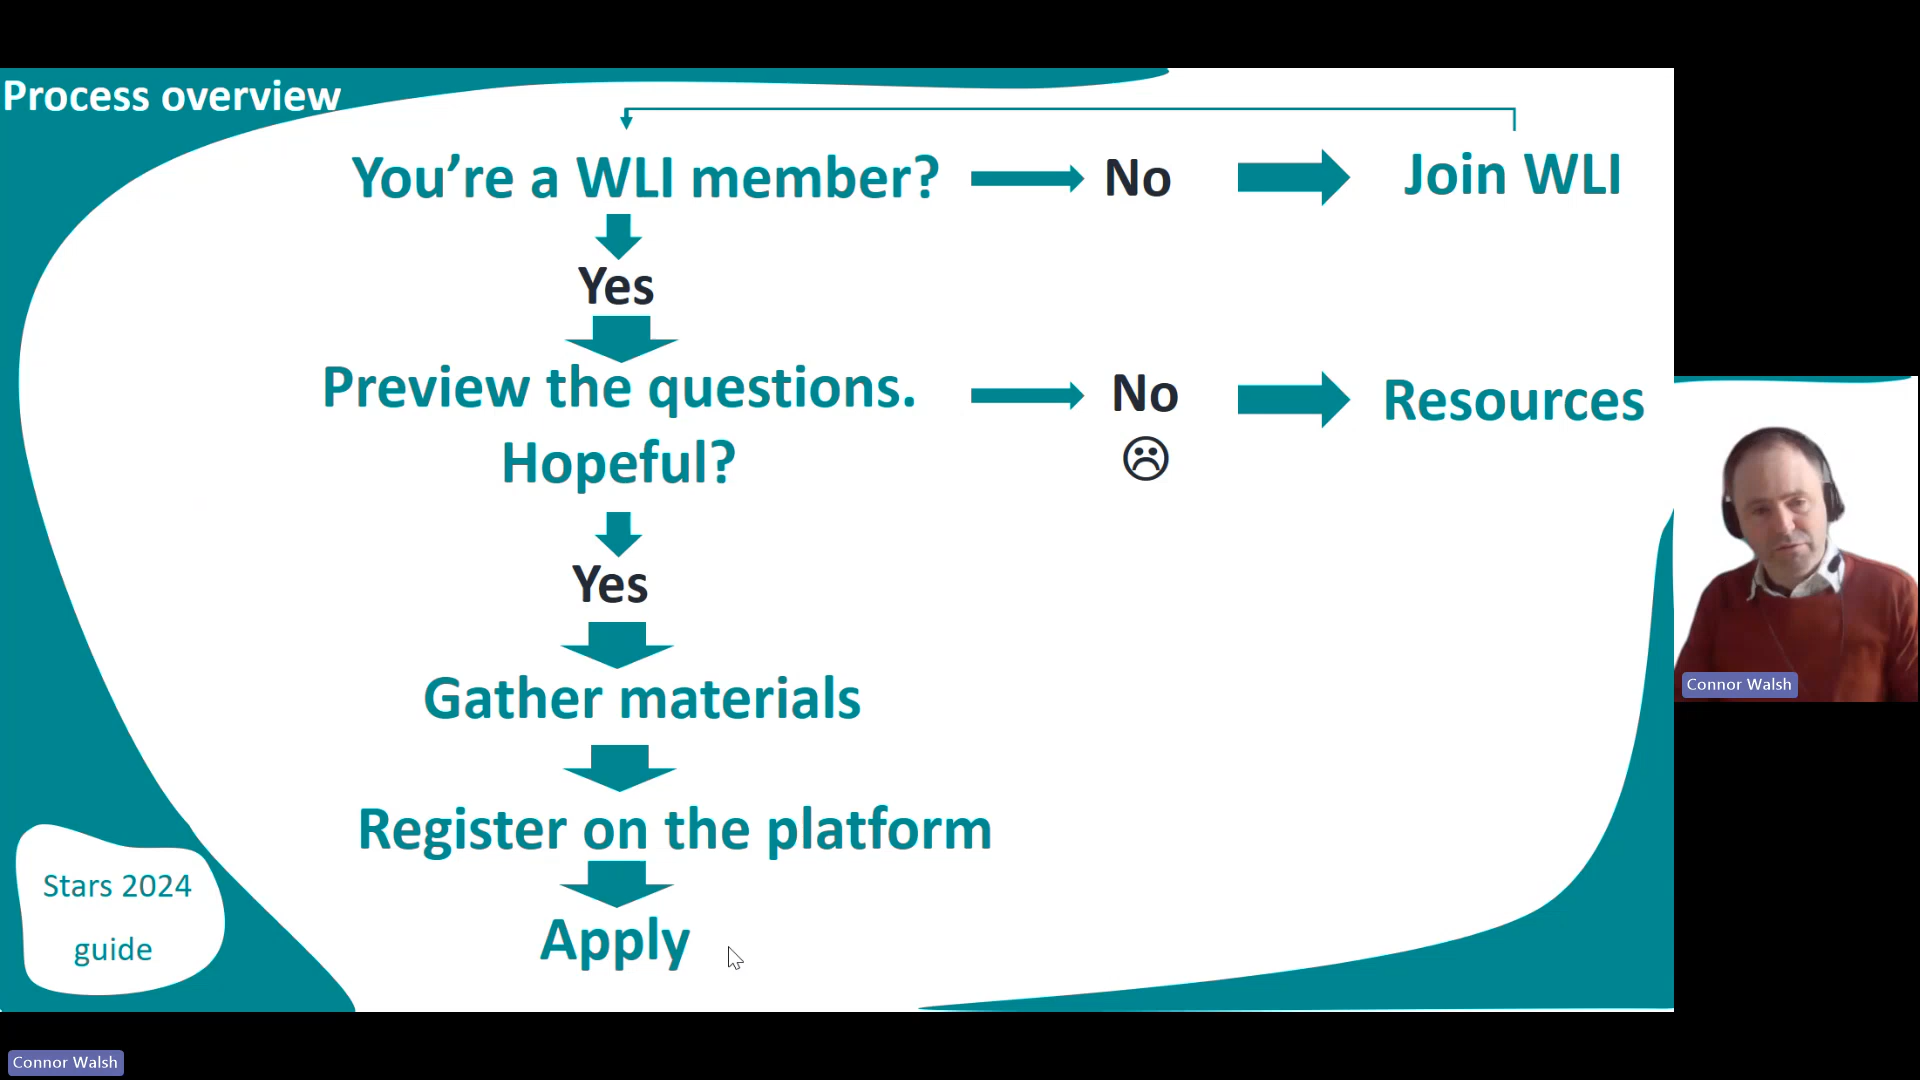 Process overview
You’re a WLI member?
No
Join WLI
Yes
Preview the questions.
Hopeful?
No
Resources
Yes
Gather materials
Register on the platform
Apply
Stars 2024
guide
Connor Walsh
Connor Walsh